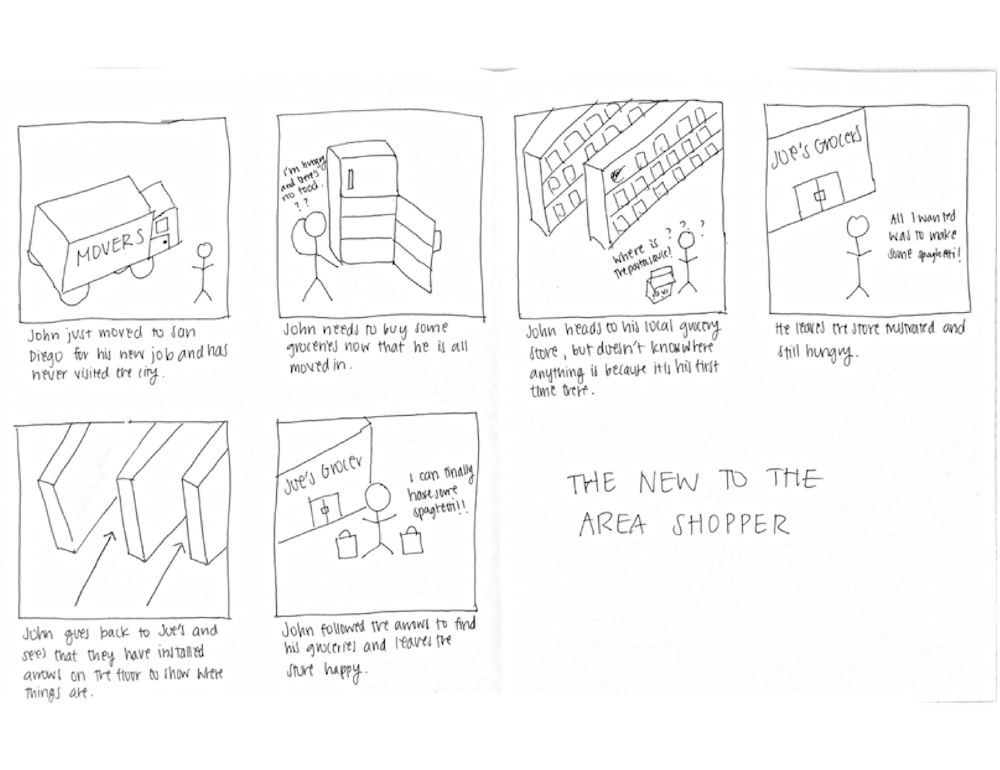 MOVERS
John just moved to San
Diego for his new job and has
never visited the city.
I'm hungry
and there's
no food.
? ?
John needs to buy some
groceries now that he is all
moved in.
? ? ?
Where is
the pasta sauce!
John heads to his local grocery
store, but doesn't know where
anything is because it is his first
time there.
JOE'S GROCERS
All I wanted
was to make
some spaghetti!
He leaves the store frustrated and
still hungry.
John goes back to Joe's and
sees that they have installed
arrows on the floor to show where
things are.
JOE'S GROCER
I can finally
have some
spaghetti!!
John followed the arrows to find
his groceries and leaves the
store happy.
THE NEW TO THE
AREA SHOPPER